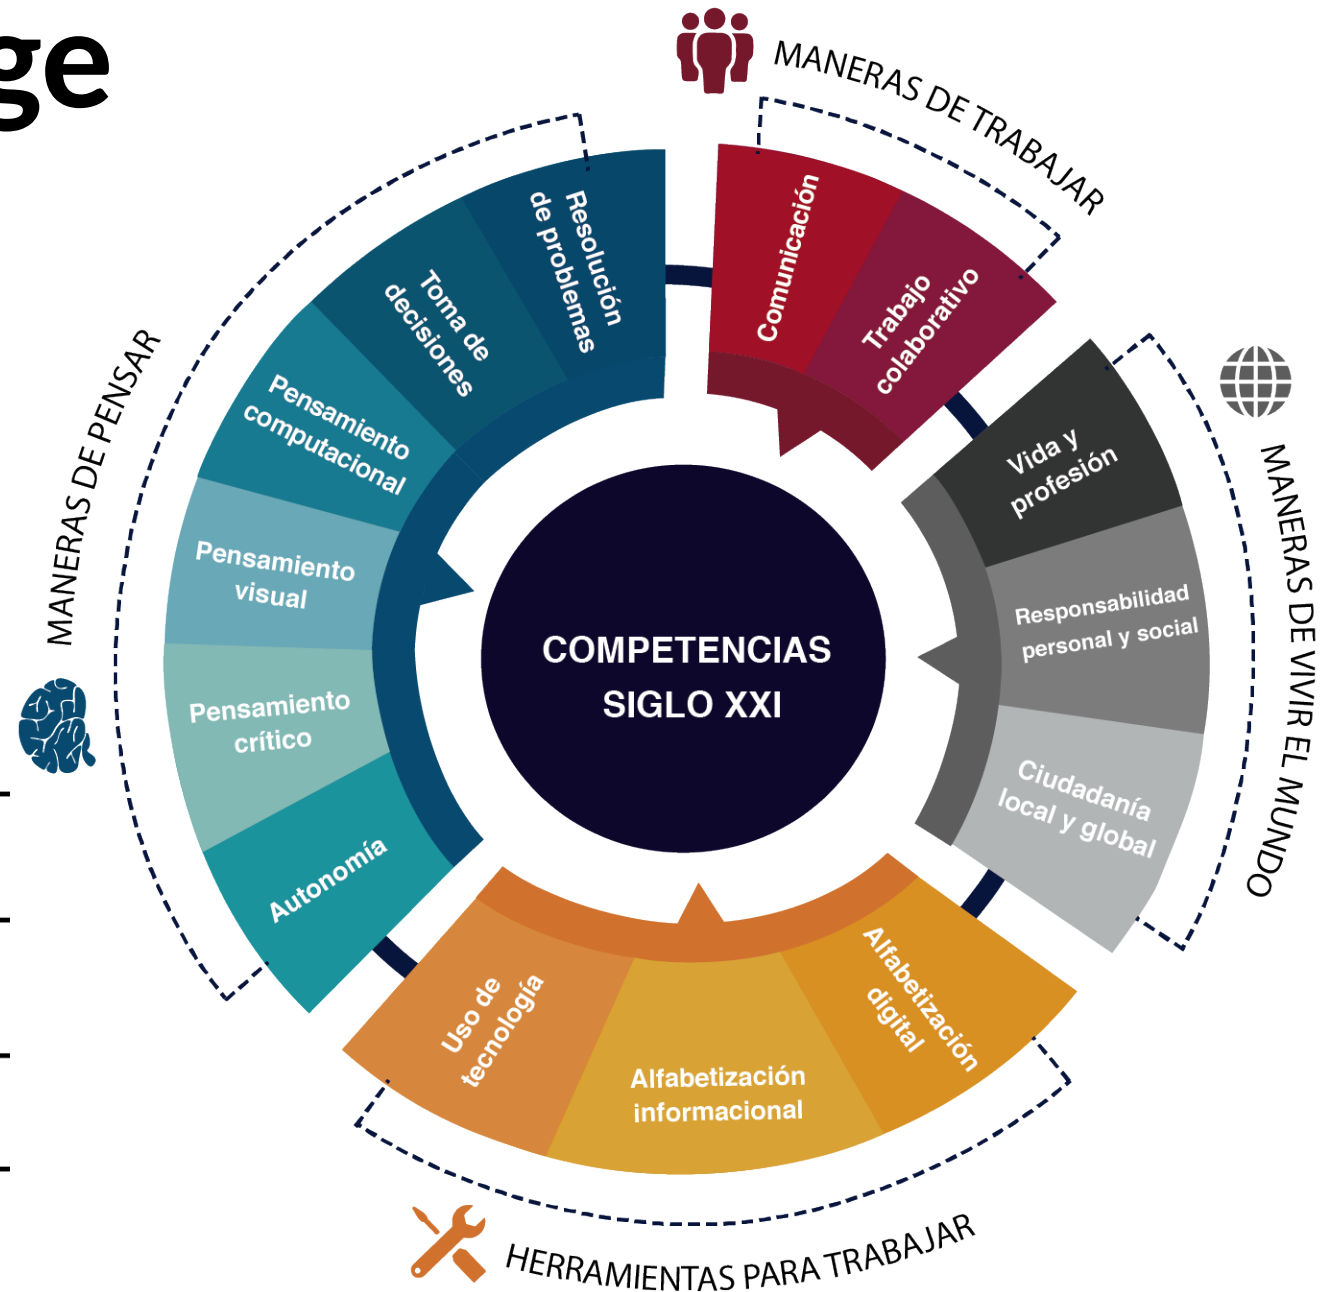 ge
MANERAS DE TRABAJAR
Comunicación
Trabajo
colaborativo
MANERAS DE VIVIR EL MUNDO
Vida y
profesión
Responsabilidad
personal y social
Ciudadanía
local y global
HERRAMIENTAS PARA TRABAJAR
Alfabetización
digital
Alfabetización
informacional
Uso de
tecnología
MANERAS DE PENSAR
Autonomía
Pensamiento
crítico
Pensamiento
visual
Pensamiento
computacional
Toma de
decisiones
Resolución
de problemas
COMPETENCIAS
SIGLO XXI